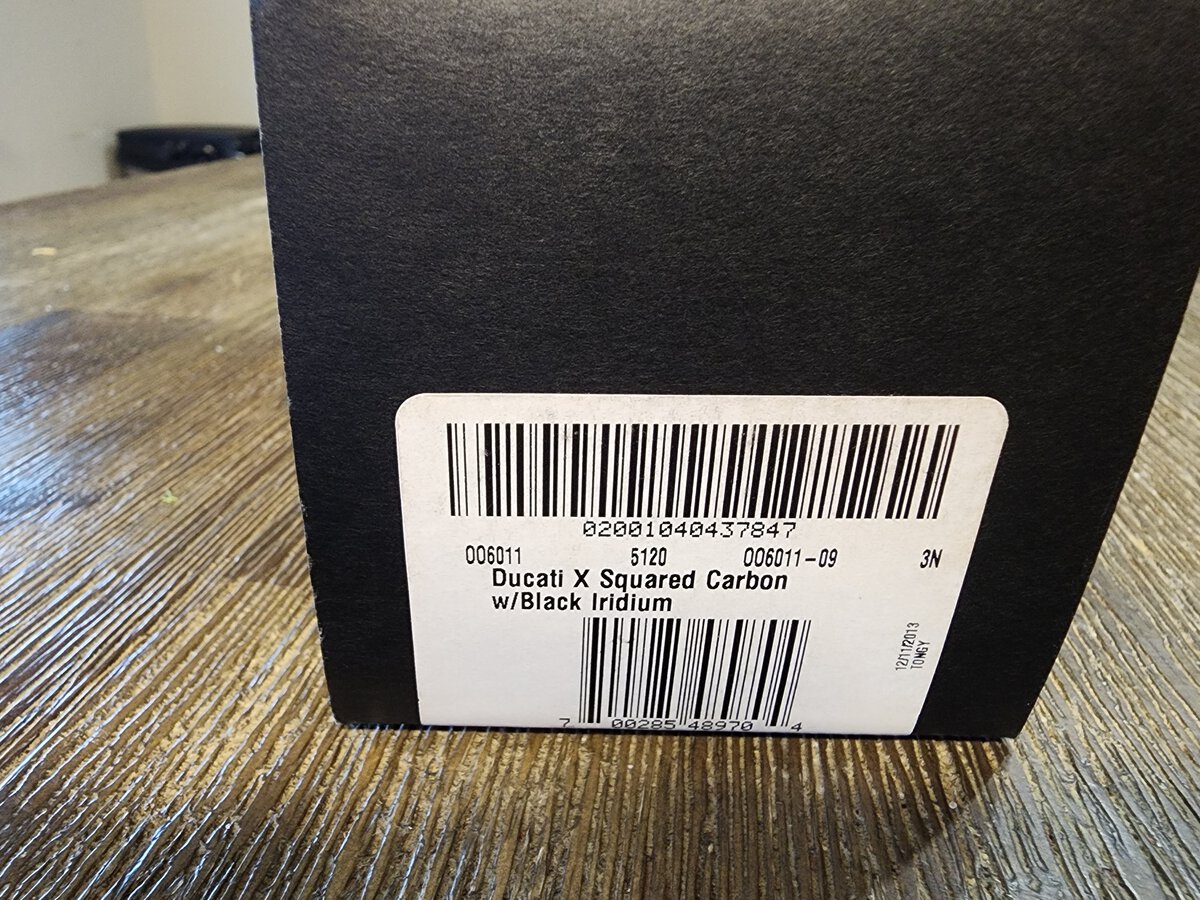 02001040437847
006011 5120 006011-09 3N
Ducati X Squared Carbon
w/Black Iridium
12/11/2013
TONGY
7 00285 48970 4